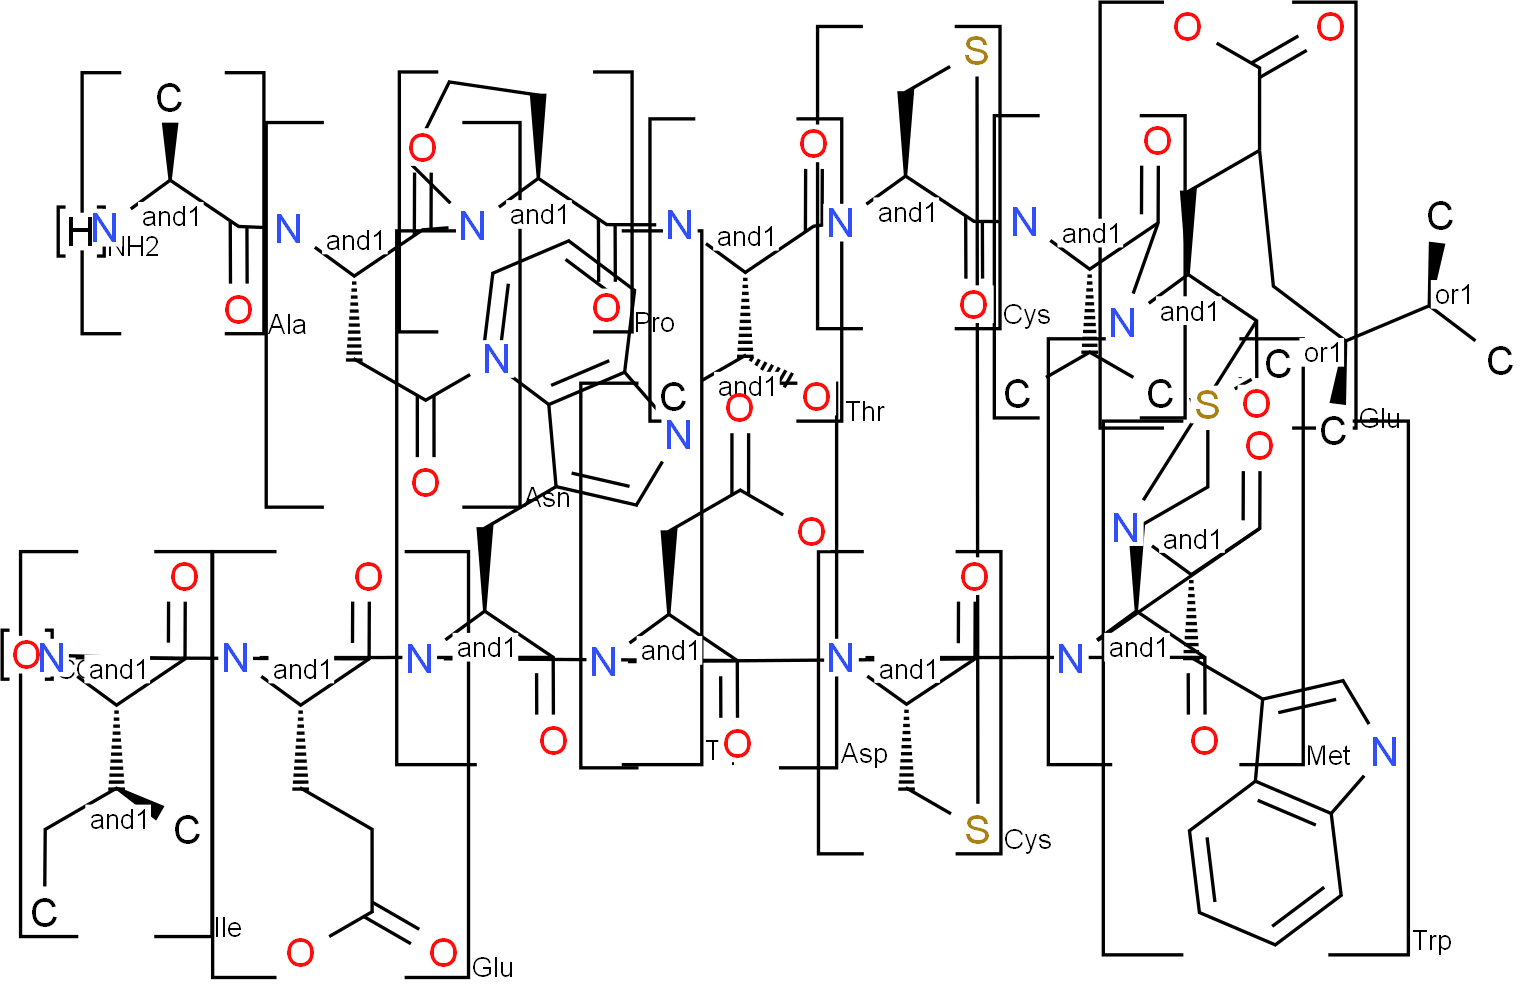 O O
S
C
O O O
C
[H] N and1 N and1 N and1 N and1 N and1 N and1 or1
NH2
O Ala O Pro O Cys N and1
N C or1 C
C and1 O Thr C C S O Glu
O N C O
O Asn
O N and1
O O O
[O] N and1 N and1 N and1 N and1 N and1 N and1
O O Asp O Met N
and1 C S Cys
C Ile
O O Glu Trp